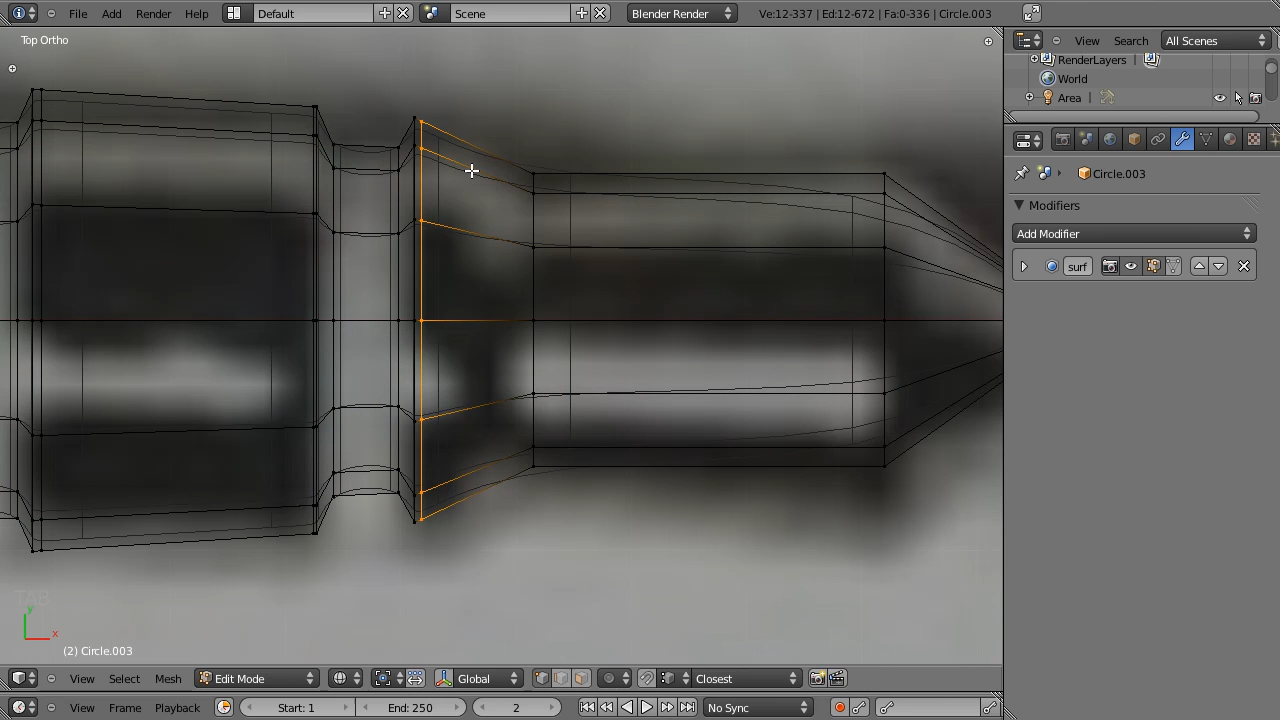 File Add Render Help Default Scene Blender Render Ve:12-337 | Ed:12-672 | Fa:0-336 | Circle.003
Top Ortho
View Search All Scenes
RenderLayers |
World
Area |
Circle.003
Modifiers
Add Modifier
surf
TAB
y
x
(2) Circle.003
View Select Mesh Edit Mode Global Closest
View Frame Playback Start: 1 End: 250 2 No Sync